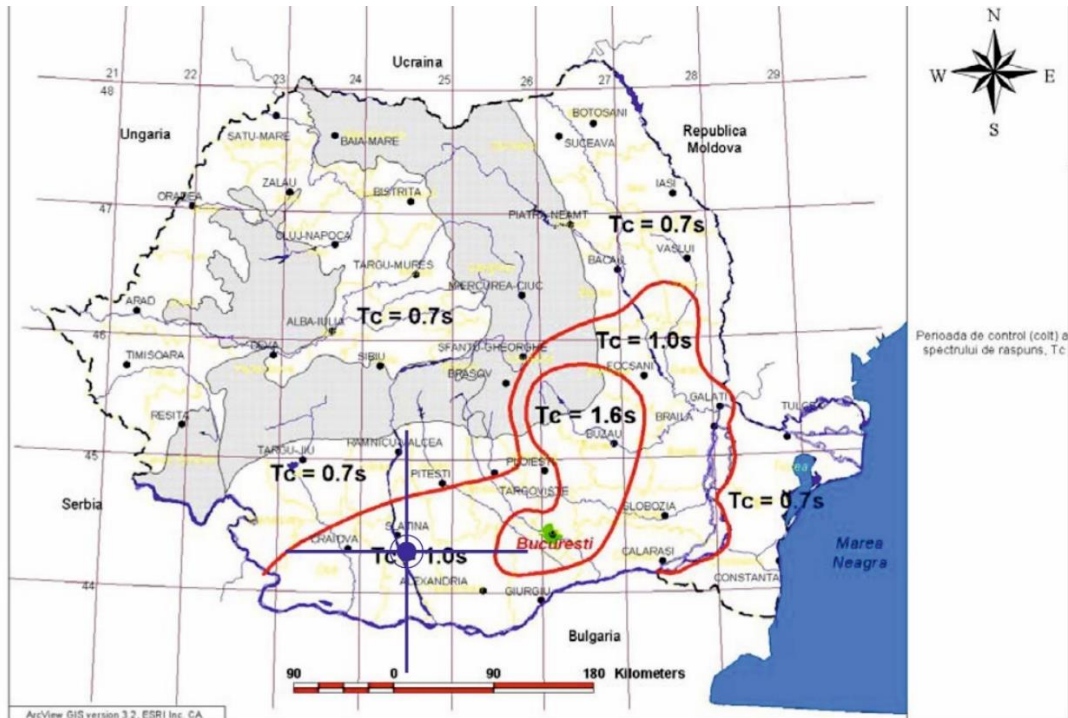 N
W E
S
21 22 23 24 25 26 27 28 29
48
47
46
45
44
Ucraina
Ungaria
Republica
Moldova
Serbia
Bulgaria
Marea
Neagra
BOTOSANI
SUCEAVA
SATU-MARE
BAIA-MARE
ZALAU
BISTRITA
IASI
ORADEA
PIATRA-NEAMT
Tc = 0.7s
CLUJ-NAPOCA
VASLUI
TARGU-MURES
BACAU
MIERCUREA-CIUC
ARAD
ALBA-IULIA
Tc = 0.7s
Tc = 1.0s
DEVA
SFANTU-GHEORGHE
TIMISOARA
SIBIU
FOCSANI
BRASOV
GALATI
TULCEA
RESITA
Tc = 1.6s
BRAILA
BUZAU
RAMNICU-VALCEA
TARGU-JIU
Tc = 0.7s
PLOIESTI
PITESTI
TARGOVISTE
Tc = 0.7s
SLATINA
SLOBOZIA
CRAIOVA
Bucuresti
Tc 1.0s
CALARASI
CONSTANTA
ALEXANDRIA
GIURGIU
Perioada de control (colt) a
spectrului de raspuns, Tc
90 0 90 180 Kilometers
ArcView GIS version 3.2, ESRI Inc. CA